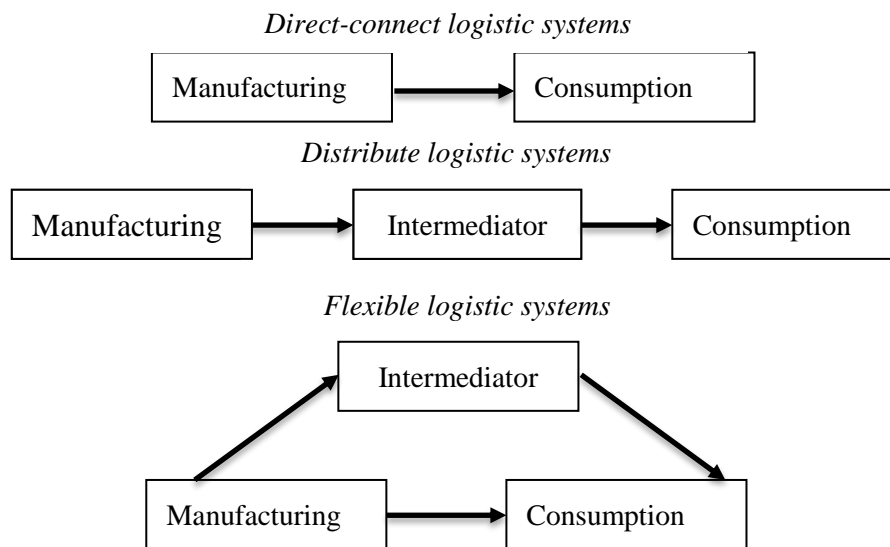 Direct-connect logistic systems
Manufacturing Consumption
Distribute logistic systems
Manufacturing Intermediator Consumption
Flexible logistic systems
Intermediator
Manufacturing Consumption